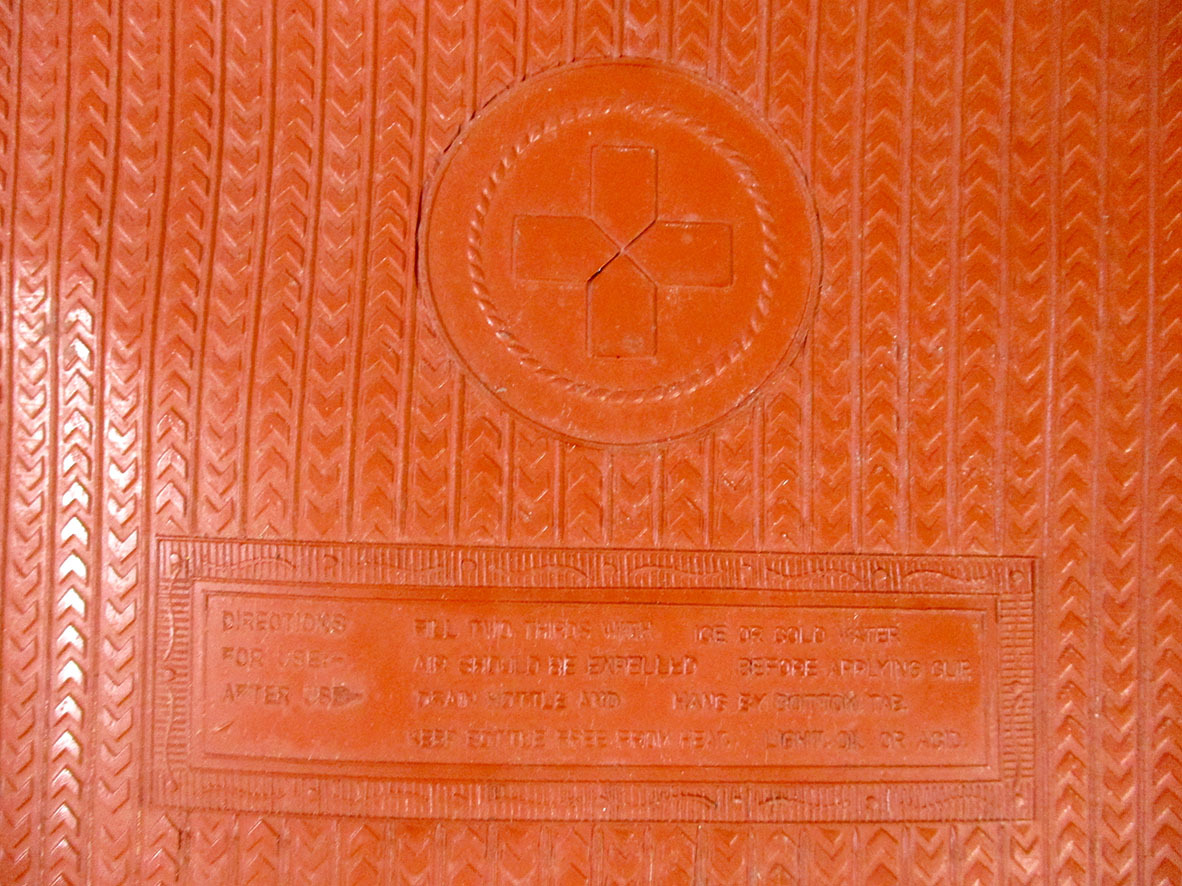 DIRECTIONS FILL TWO THIRDS WITH ICE OR COLD WATER
FOR USE:- AIR SHOULD BE EXPELLED BEFORE APPLYING CLIP.
AFTER USE- DRAIN BOTTLE AND HANG BY BOTTOM TAB.
KEEP BOTTLE FREE FROM HEAT. LIGHT. OIL OR ACID.